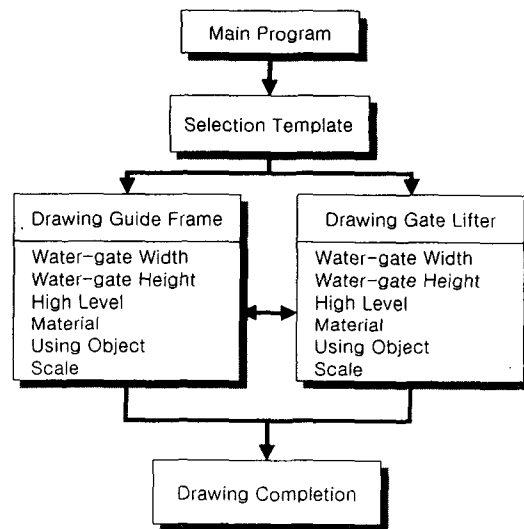 Main Program
Selection Template
Drawing Guide Frame
Water-gate Width
Water-gate Height
High Level
Material
Using Object
Scale
Drawing Gate Lifter
Water-gate Width
Water-gate Height
High Level
Material
Using Object
Scale
Drawing Completion